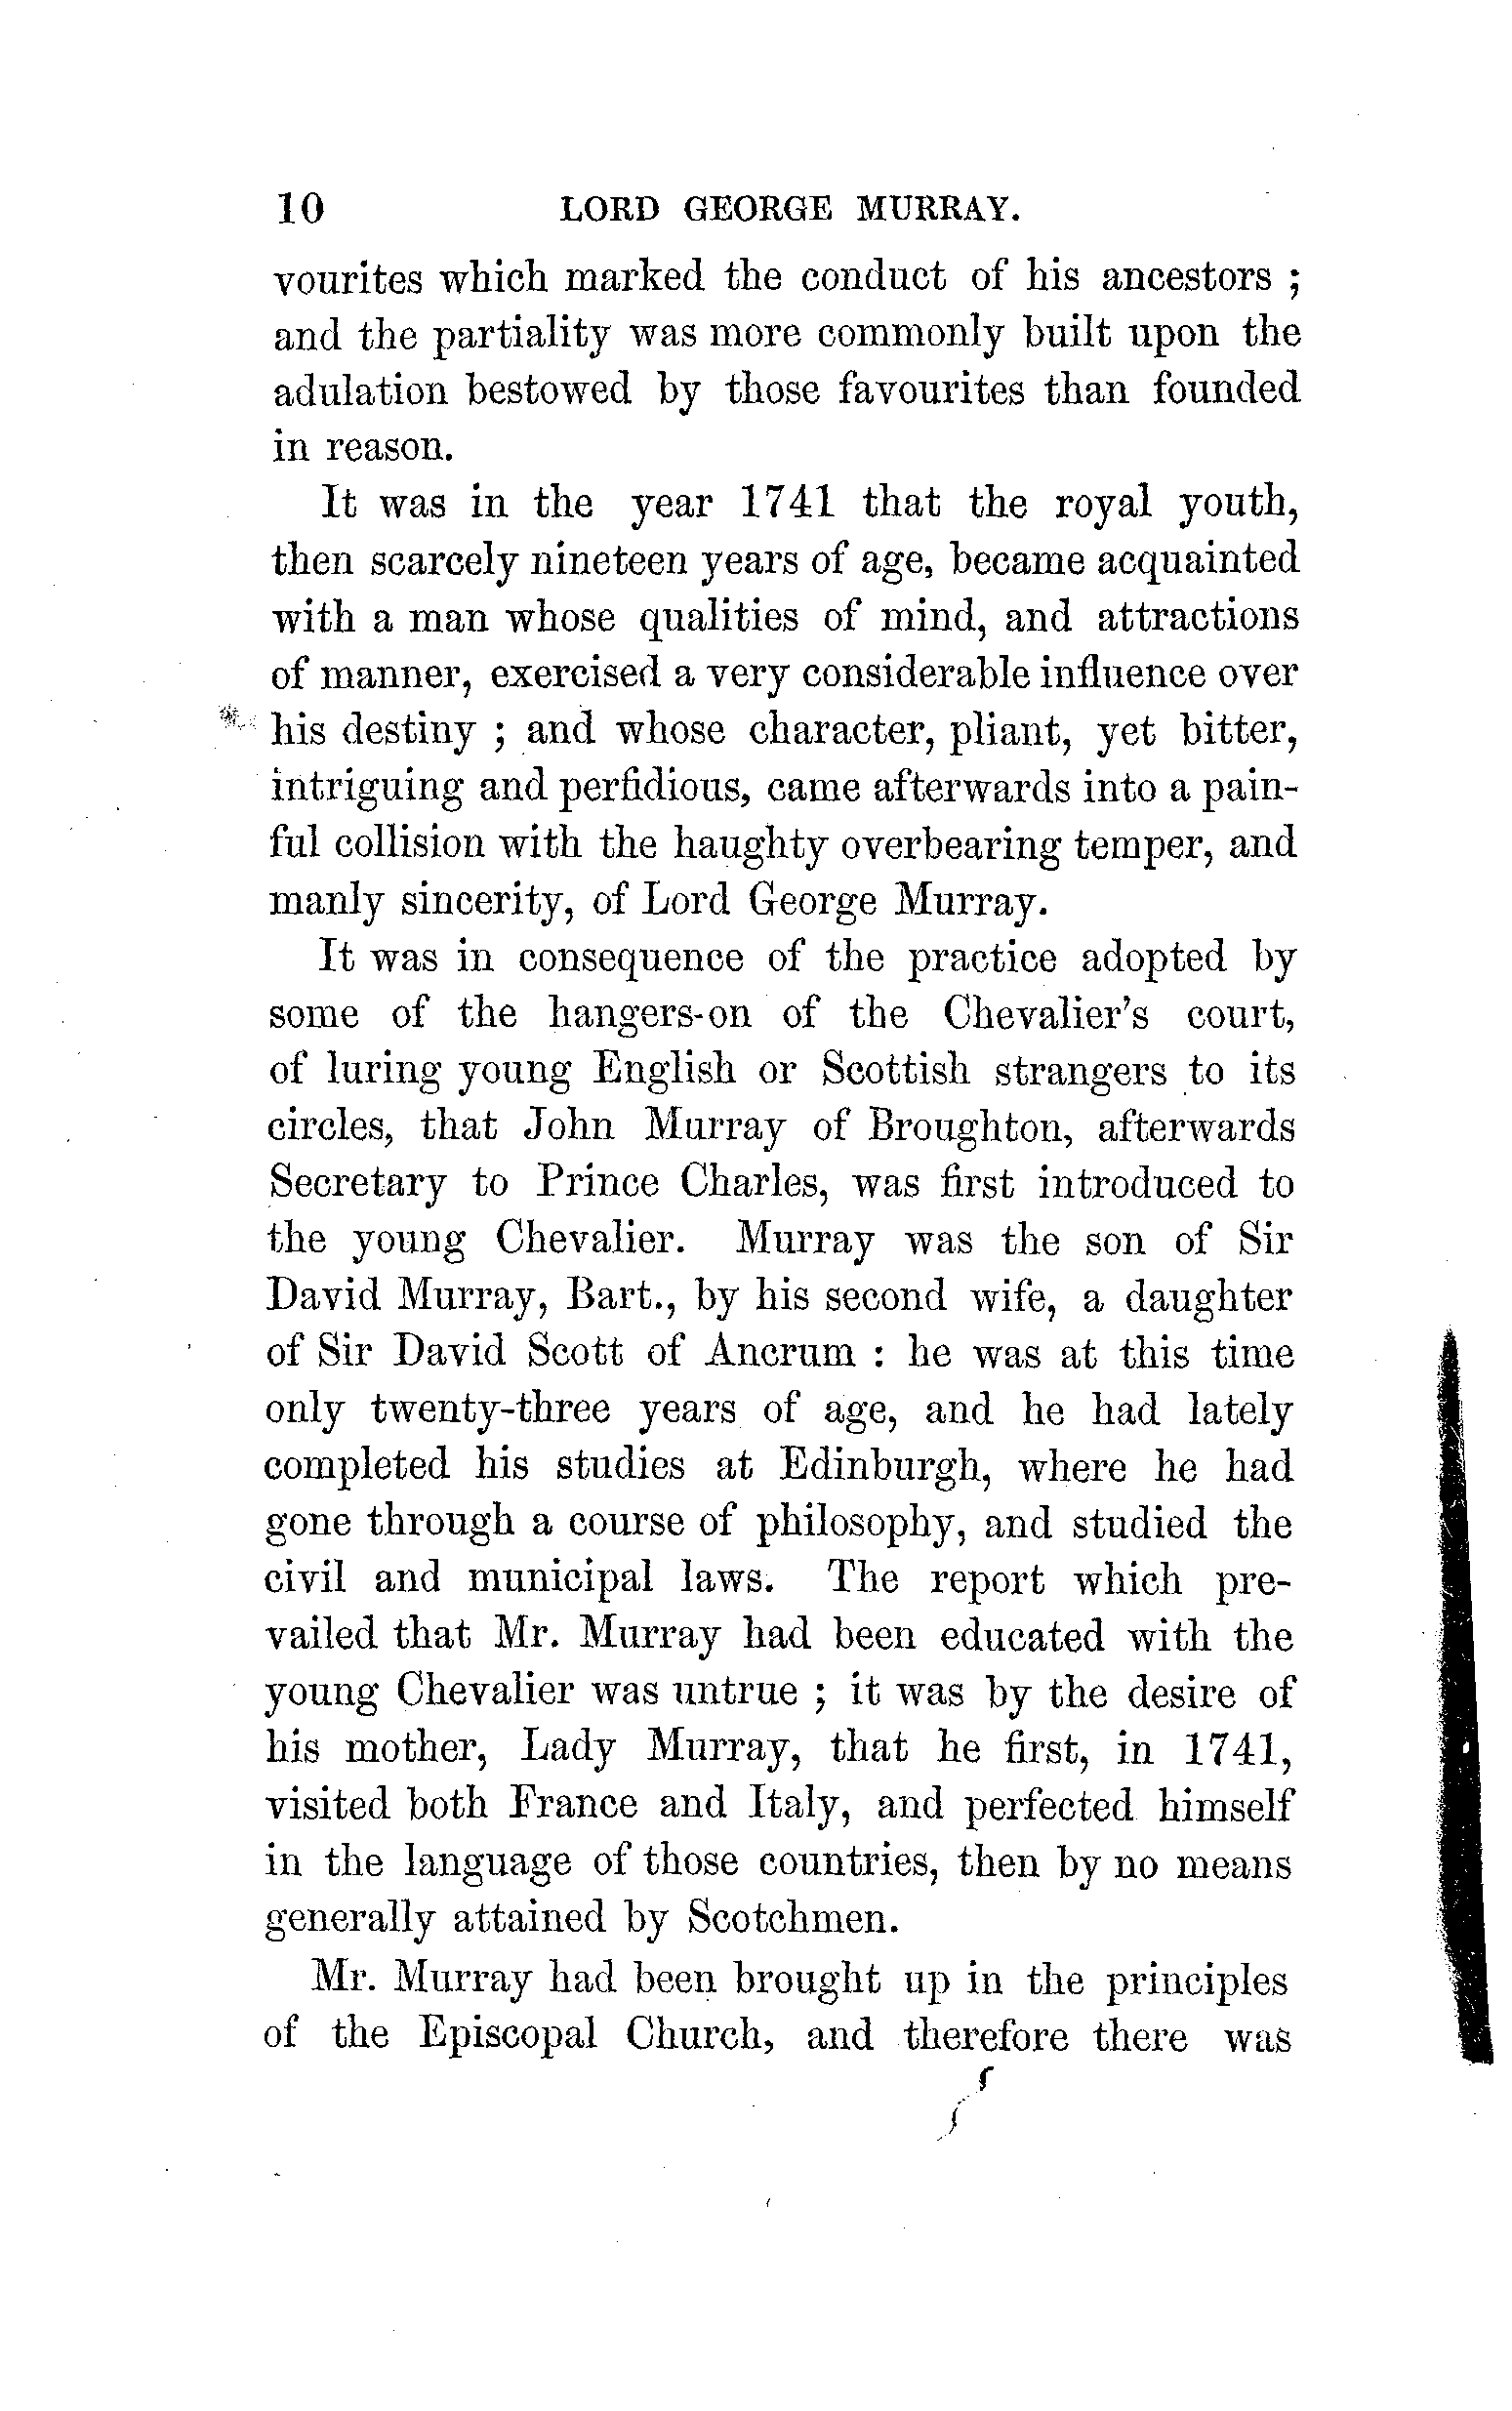 10 LORD GEORGE MURRAY.
vourites which marked the conduct of his ancestors ;
and the partiality was more commonly built upon the
adulation bestowed by those favourites than founded
in reason.
It was in the year 1741 that the royal youth,
then scarcely nineteen years of age, became acquainted
with a man whose qualities of mind, and attractions
of manner, exercised a very considerable influence over
his destiny ; and whose character, pliant, yet bitter,
intriguing and perfidious, came afterwards into a pain-
ful collision with the haughty overbearing temper, and
manly sincerity, of Lord George Murray.
It was in consequence of the practice adopted by
some of the hangers-on of the Chevalier's court,
of luring young English or Scottish strangers to its
circles, that John Murray of Broughton, afterwards
Secretary to Prince Charles, was first introduced to
the young Chevalier. Murray was the son of Sir
David Murray, Bart., by his second wife, a daughter
of Sir David Scott of Ancrum : he was at this time
only twenty-three years of age, and he had lately
completed his studies at Edinburgh, where he had
gone through a course of philosophy, and studied the
civil and municipal laws. The report which pre-
vailed that Mr. Murray had been educated with the
young Chevalier was untrue ; it was by the desire of
his mother, Lady Murray, that he first, in 1741,
visited both France and Italy, and perfected himself
in the language of those countries, then by no means
generally attained by Scotchmen.
Mr. Murray had been brought up in the principles
of the Episcopal Church, and therefore there was